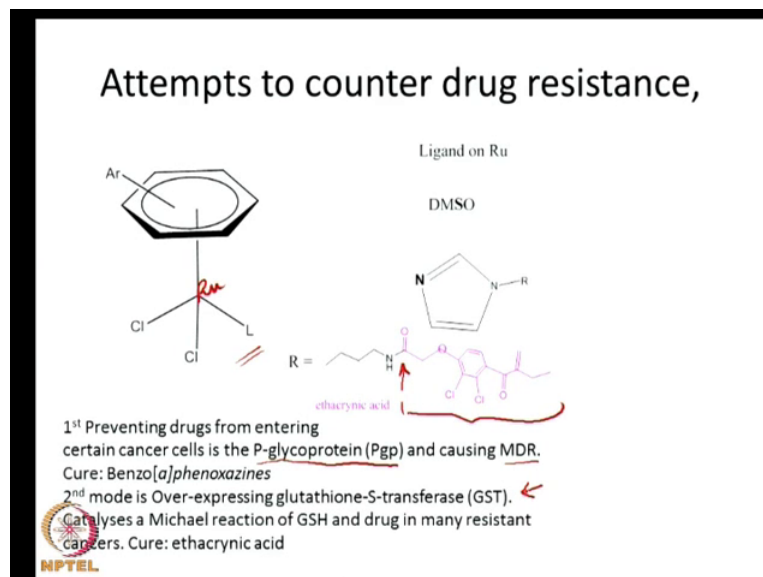 Attempts to counter drug resistance,
Ligand on Ru
DMSO
Ar
Ru
Cl
Cl
L
N
N
R
R =
N
H
O
O
Cl
Cl
O
ethacrynic acid
1st Preventing drugs from entering
certain cancer cells is the P-glycoprotein (Pgp) and causing MDR.
Cure: Benzo[a]phenoxazines
2nd mode is Over-expressing glutathione-S-transferase (GST).
Catalyses a Michael reaction of GSH and drug in many resistant
cancers. Cure: ethacrynic acid
NPTEL